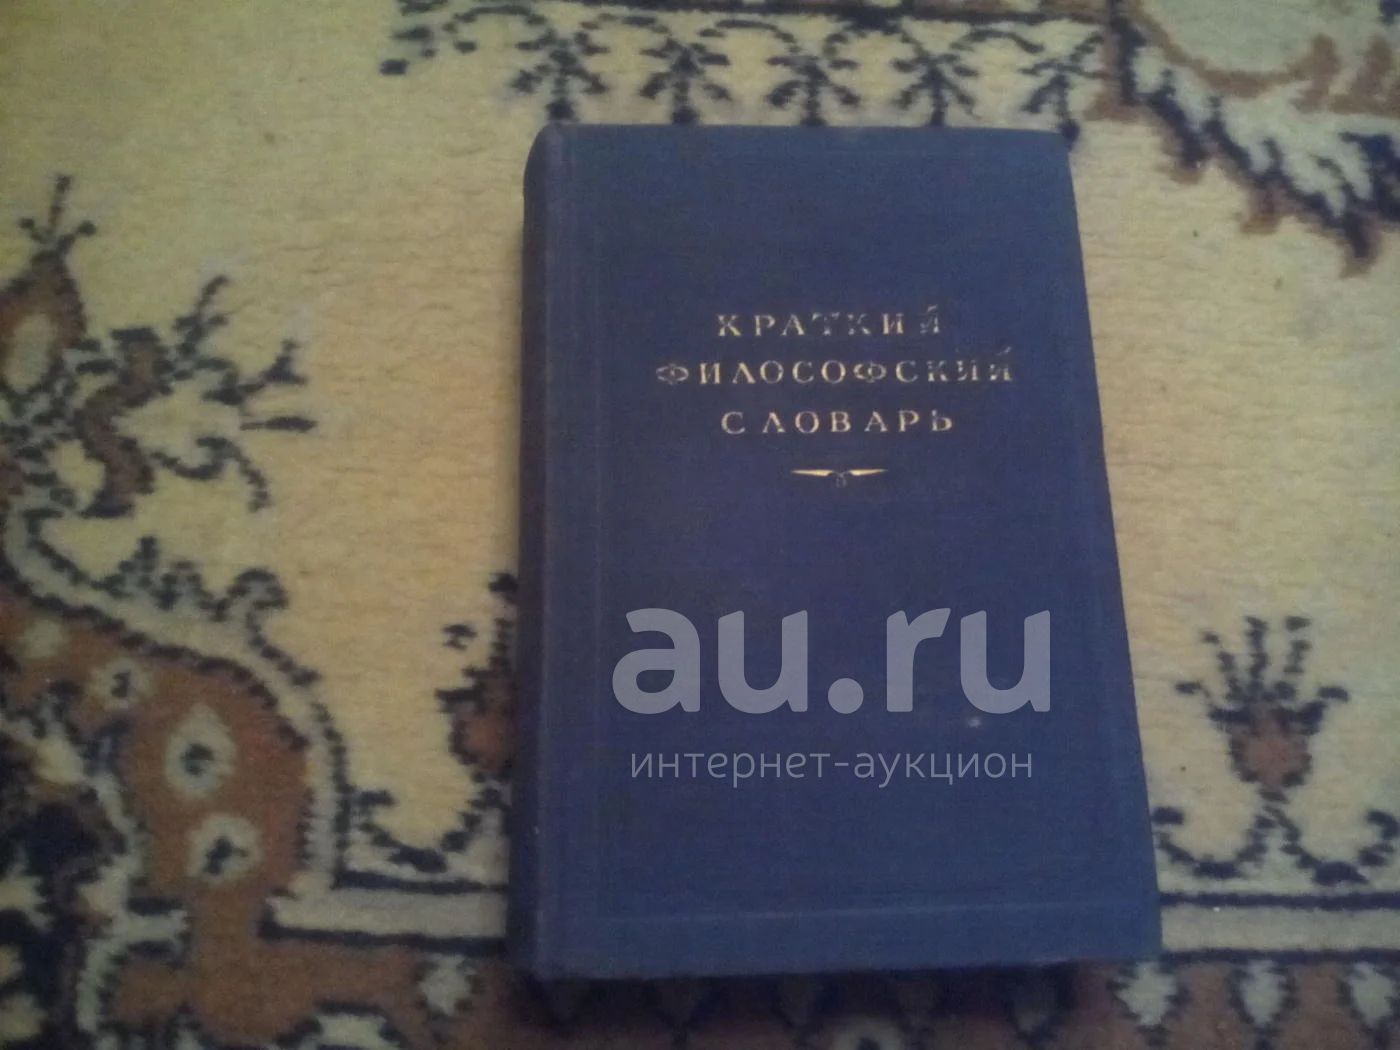 КРАТКИЙ
ФИЛОСОФСКИЙ
СЛОВАРЬ
au.ru
интернет-аукцион